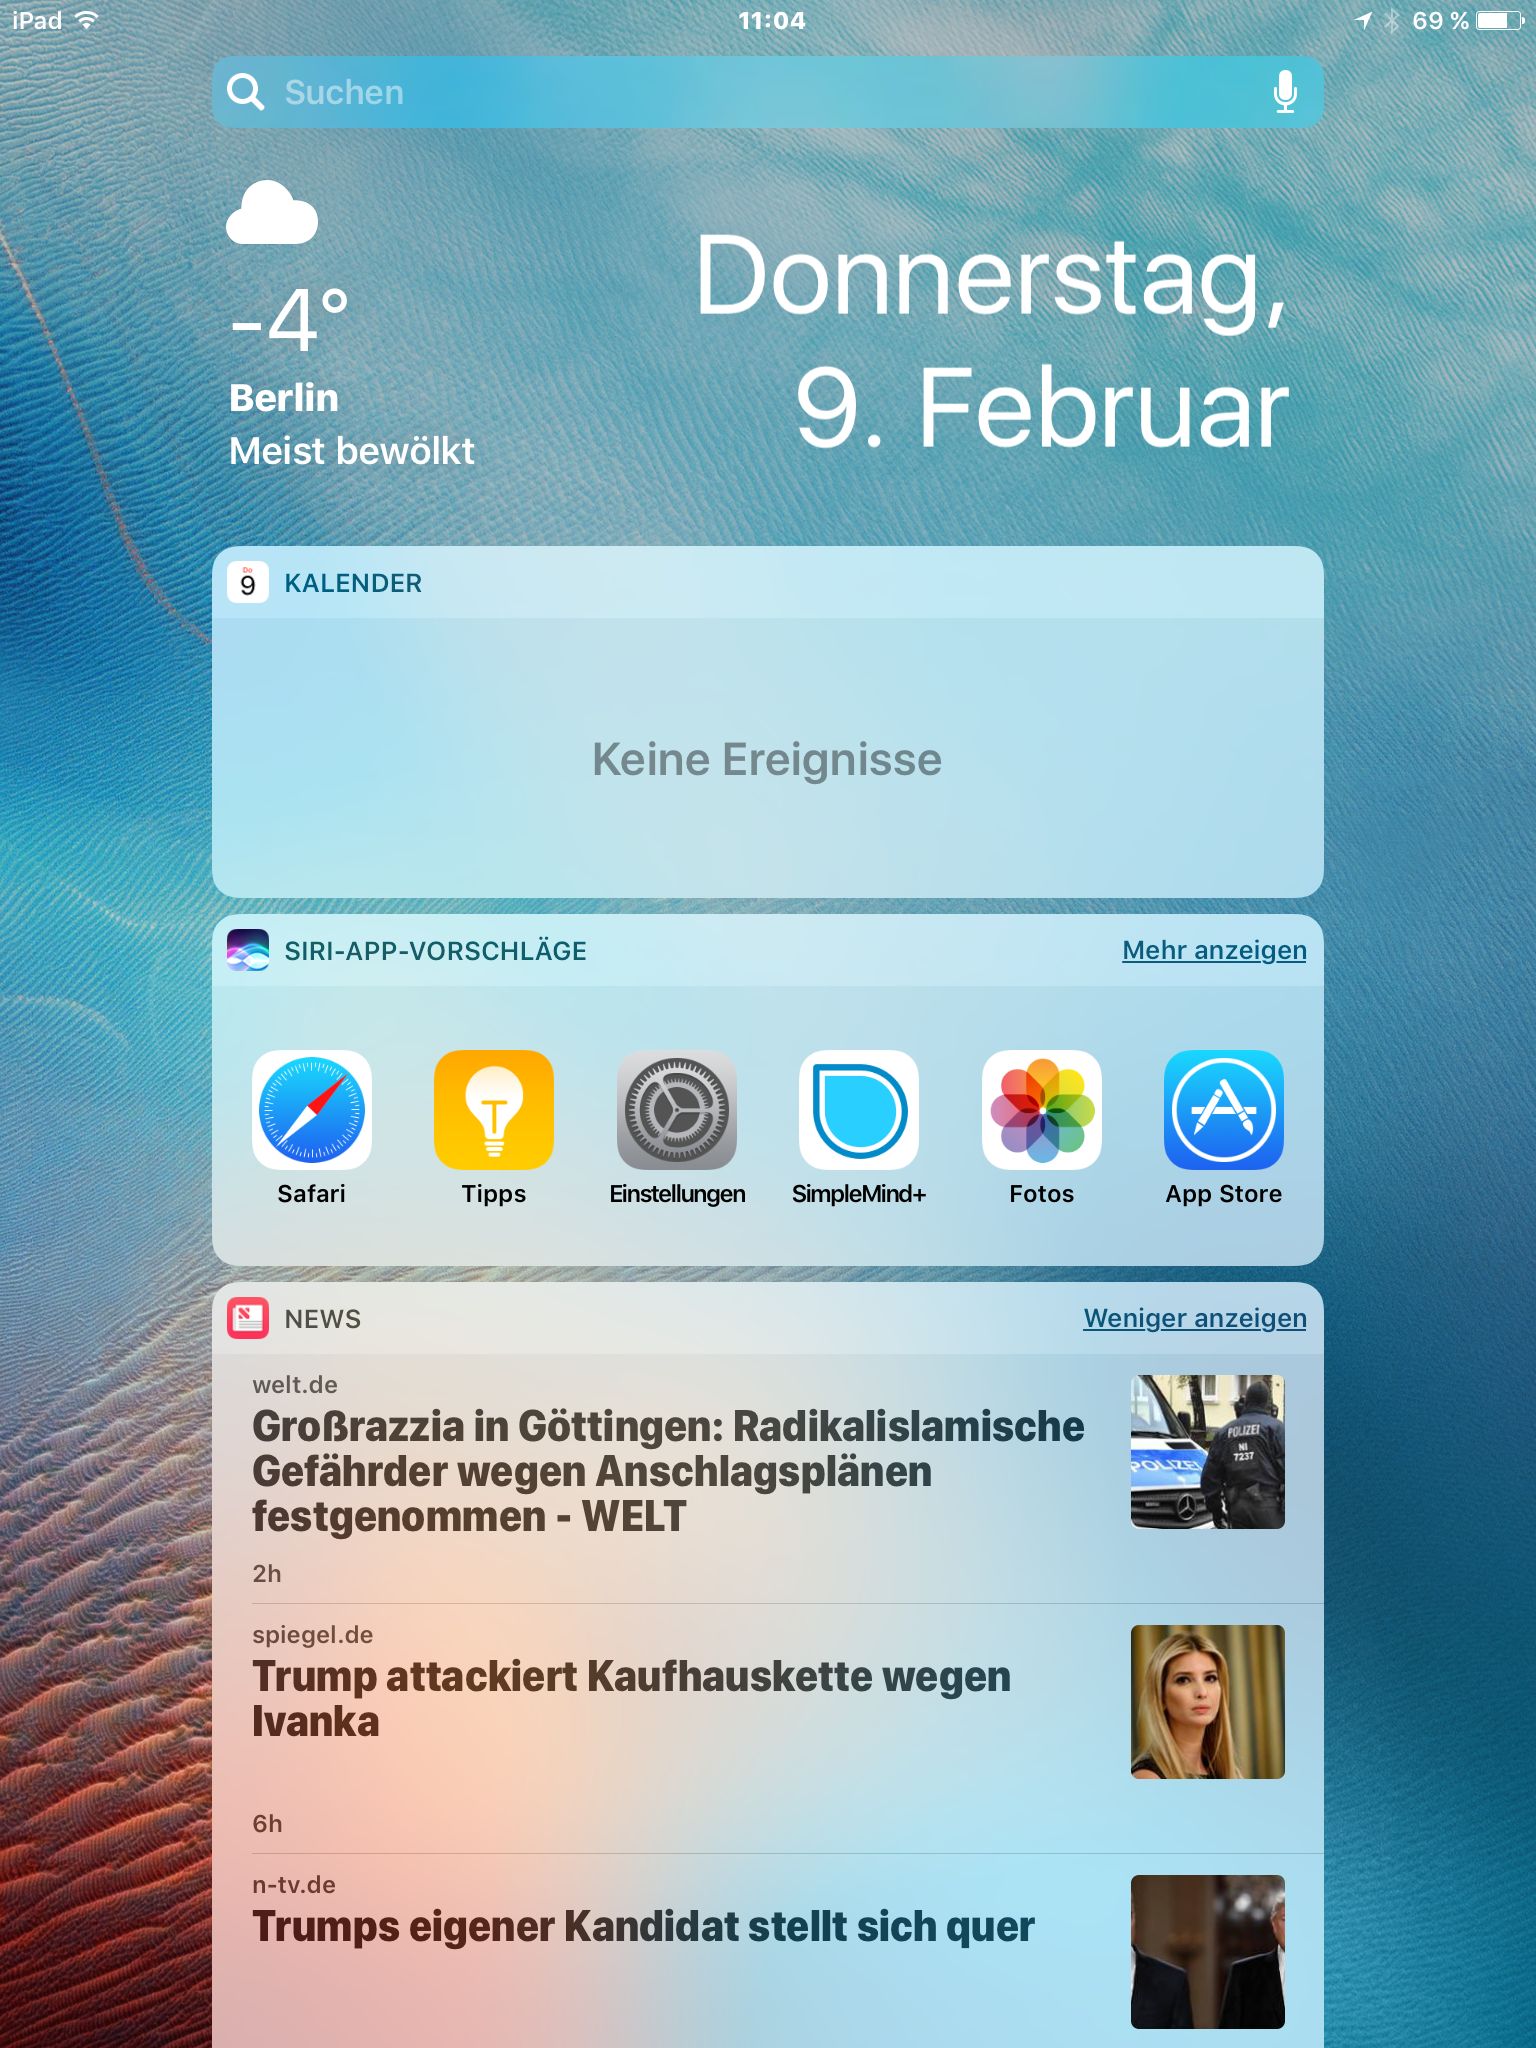 iPad
11:04
69 %
Suchen
-4°
Berlin
Meist bewölkt
Donnerstag,
9. Februar
Do
9
KALENDER
Keine Ereignisse
SIRI-APP-VORSCHLÄGE
Mehr anzeigen
Safari
Tipps
Einstellungen
SimpleMind+
Fotos
App Store
NEWS
Weniger anzeigen
welt.de
Großrazzia in Göttingen: Radikalislamische
Gefährder wegen Anschlagsplänen
festgenommen - WELT
POLIZEI
NI
7237
POLIZEI
2h
spiegel.de
Trump attackiert Kaufhauskette wegen
Ivanka
6h
n-tv.de
Trumps eigener Kandidat stellt sich quer